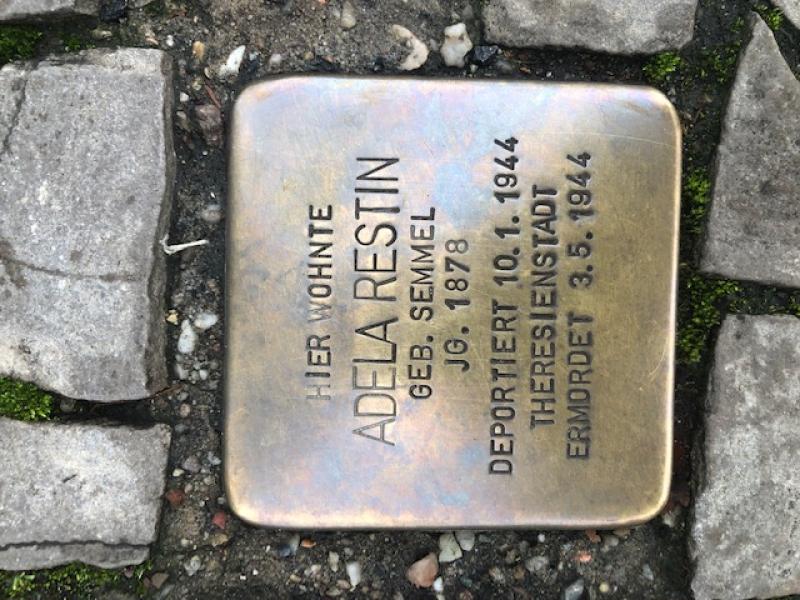 HIER WOHNTE
ADELA RESTIN
GEB. SEMMEL
JG. 1878
DEPORTIERT 10.1.1944
THERESIENSTADT
ERMORDET 3.5.1944